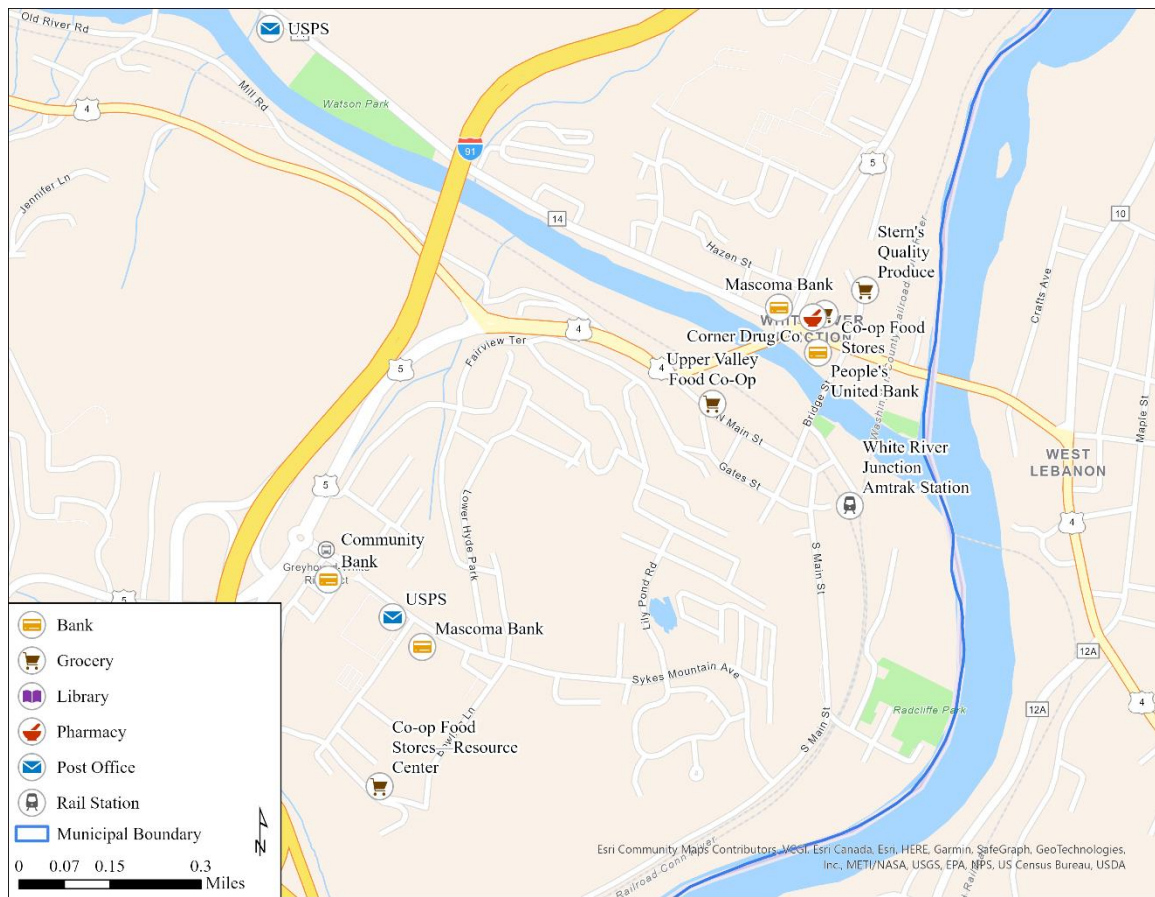 Old River Rd
USPS
Mill Rd
Watson Park
4
91
5
Jennifer Ln
14
10
Hazen St
Stern's
Quality
Produce
Crafts Ave
Mascoma Bank
Maple St
4
Fairview Ter
Corner Drug Co
Co-op Food
Stores
5
4
Upper Valley
Food Co-Op
People's
United Bank
Bridge St
N Main St
White River
Junction
Amtrak Station
WEST
LEBANON
Gates St
5
4
Lower Hyde Park
Community
Bank
S Main St
Lily Pond Rd
5
USPS
Mascoma Bank
12A
Sykes Mountain Ave
4
Radcliffe Park
12A
S Main St
Co-op Food
Stores - Resource
Center
Bank
Grocery
Library
Pharmacy
Post Office
Rail Station
Municipal Boundary
N
0 0.07 0.15 0.3
Miles
Esri Community Maps Contributors, VCGI, Esri Canada, Esri, HERE, Garmin, SafeGraph, GeoTechnologies,
Inc, METI/NASA, USGS, EPA, NPS, US Census Bureau, USDA